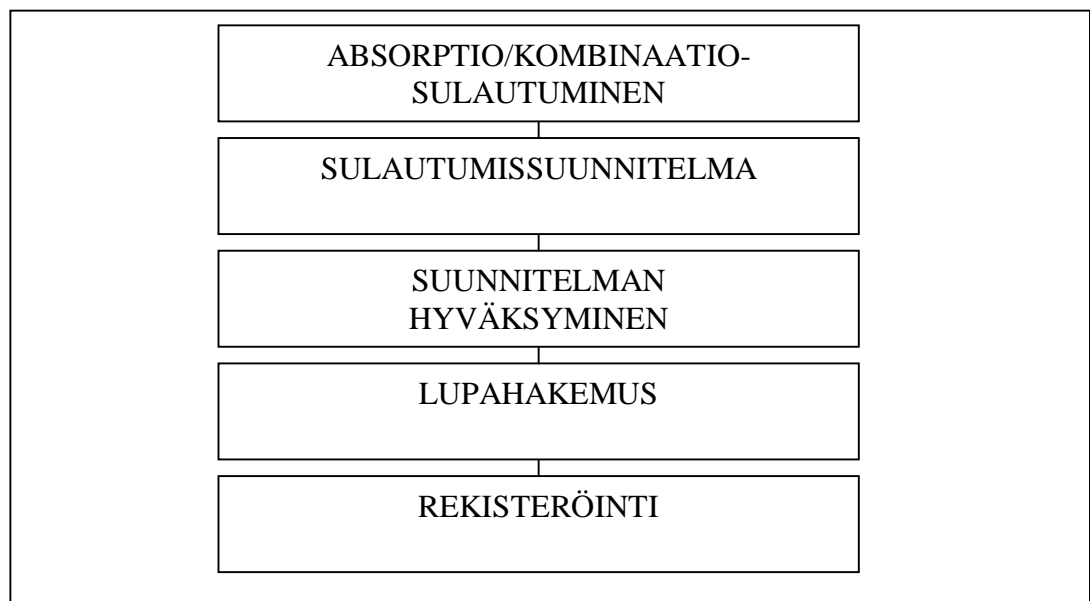 ABSORPTIO/KOMBINAATIO-
SULAUTUMINEN
SULAUTUMISSUUNNITELMA
SUUNNITELMAN
HYVÄKSYMINEN
LUPAHAKEMUS
REKISTERÖINTI